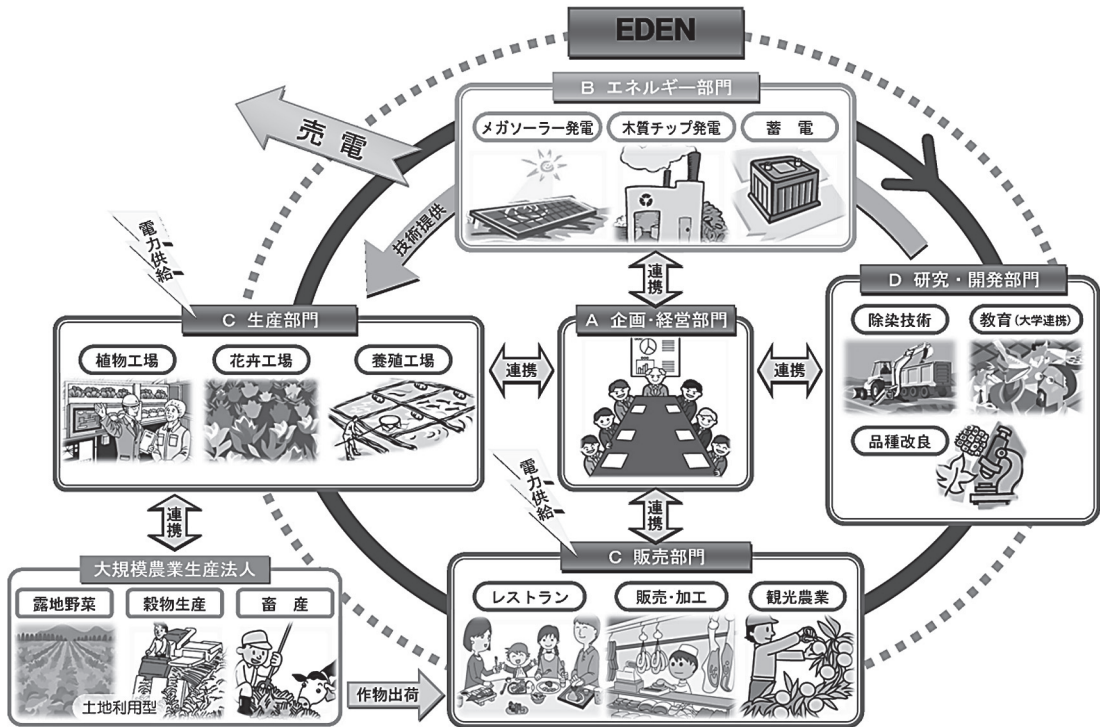 EDEN
B エネルギー部門
メガソーラー発電
木質チップ発電
蓄 電
売 電
技術提供
電力供給
連携
D 研究・開発部門
除染技術
教育(大学連携)
品種改良
C 生産部門
植物工場
花卉工場
養殖工場
連携
A 企画・経営部門
連携
電力供給
連携
連携
大規模農業生産法人
露地野菜
穀物生産
畜 産
土地利用型
作物出荷
C 販売部門
レストラン
販売・加工
観光農業